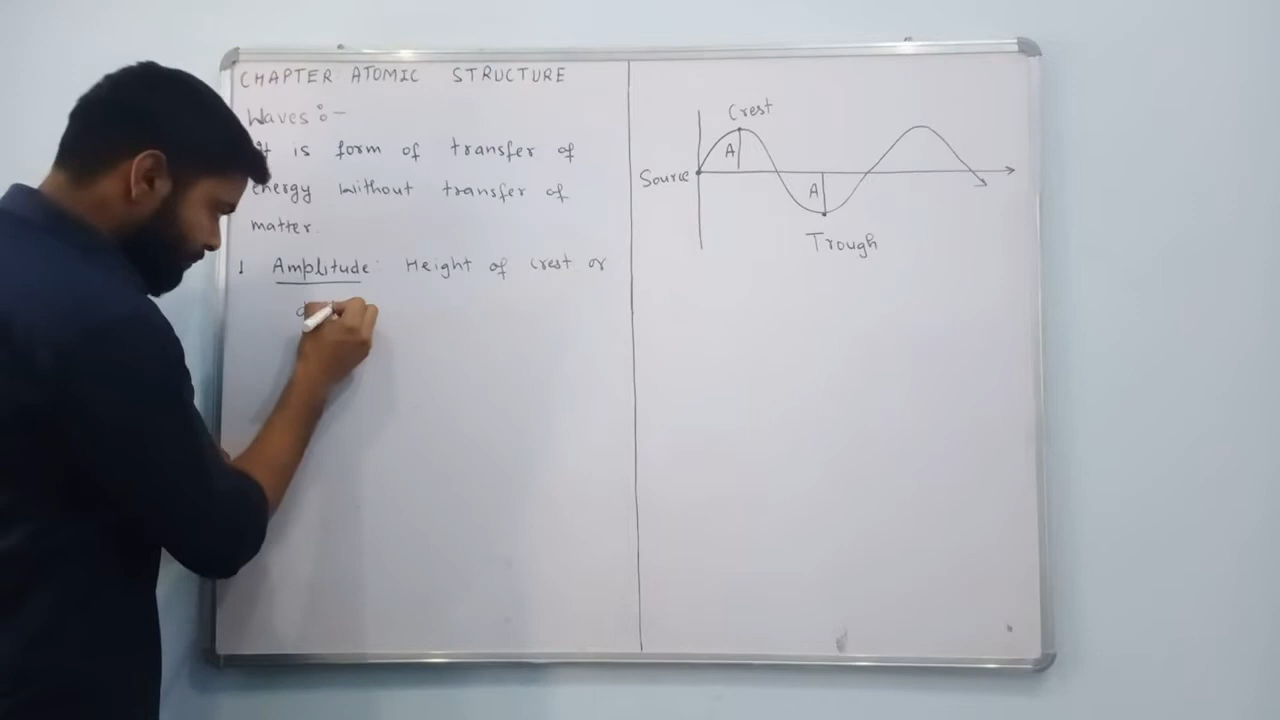 CHAPTER: ATOMIC STRUCTURE
Waves :-
It is form of transfer of
energy without transfer of
matter.
1 Amplitude: Height of crest or
Crest
A
Source
A
Trough